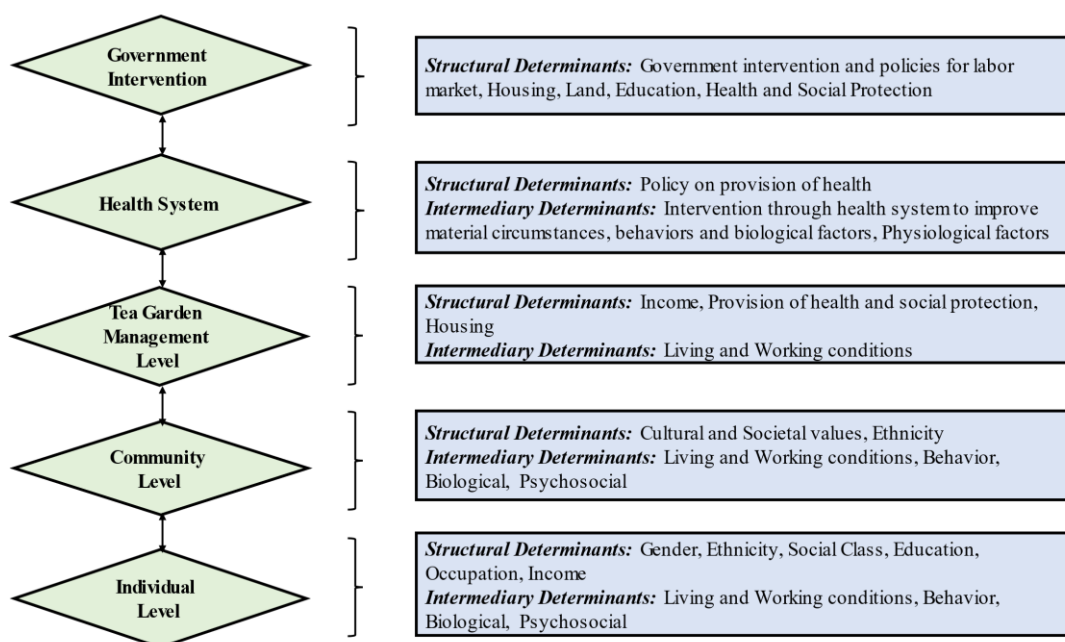 Government
Intervention
Structural Determinants: Government intervention and policies for labor
market, Housing, Land, Education, Health and Social Protection
Health System
Structural Determinants: Policy on provision of health
Intermediary Determinants: Intervention through health system to improve
material circumstances, behaviors and biological factors, Physiological factors
Tea Garden
Management
Level
Structural Determinants: Income, Provision of health and social protection,
Housing
Intermediary Determinants: Living and Working conditions
Community
Level
Structural Determinants: Cultural and Societal values, Ethnicity
Intermediary Determinants: Living and Working conditions, Behavior,
Biological, Psychosocial
Individual
Level
Structural Determinants: Gender, Ethnicity, Social Class, Education,
Occupation, Income
Intermediary Determinants: Living and Working conditions, Behavior,
Biological, Psychosocial